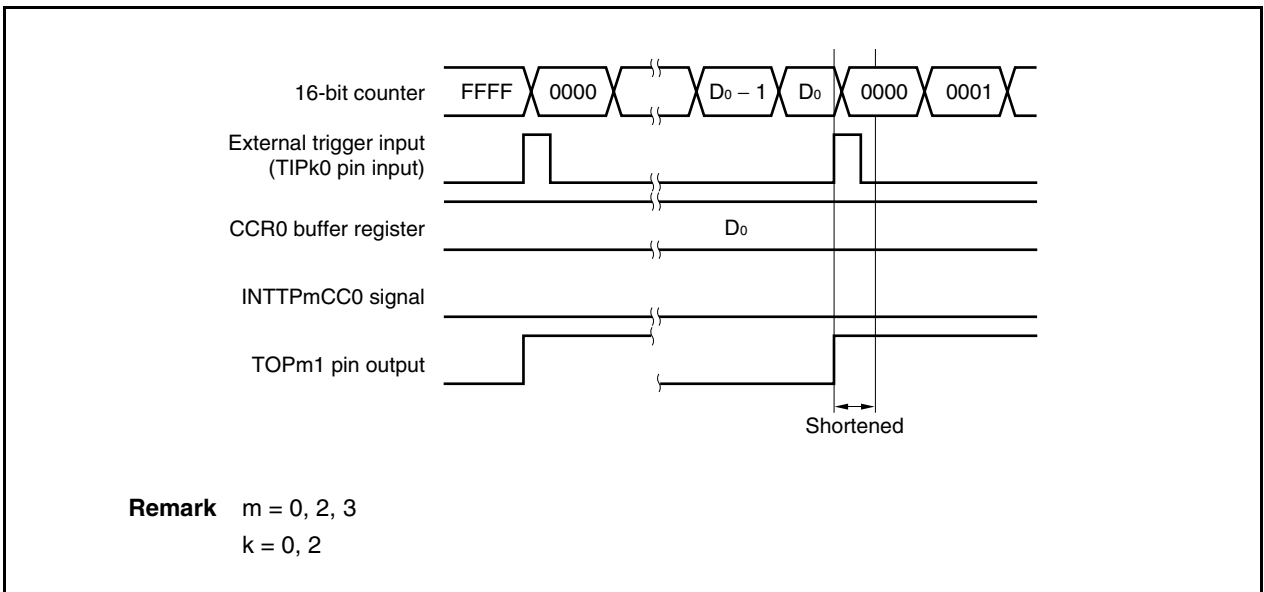 16-bit counter
FFFF 0000 D0 − 1 D0 0000 0001
External trigger input
(TIPk0 pin input)
CCR0 buffer register
D0
INTTPmCC0 signal
TOPm1 pin output
Shortened
Remark m = 0, 2, 3
k = 0, 2